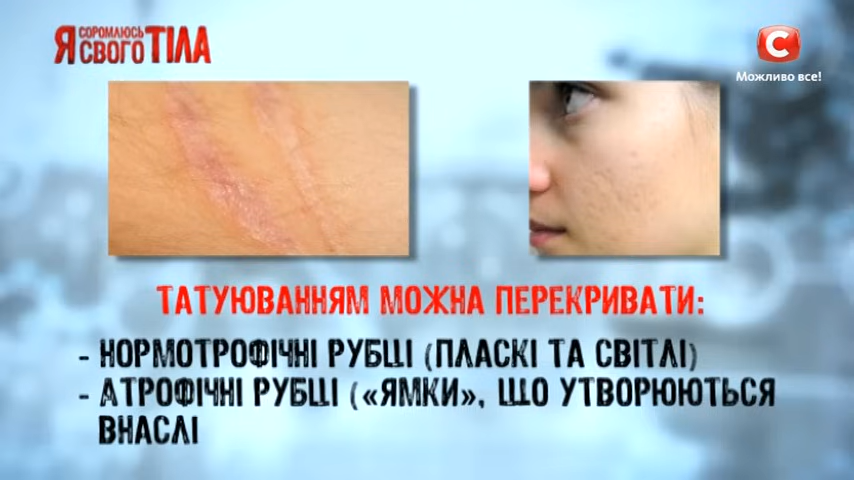 Я СОРОМЛЮСЬ СВОГО ТІЛА
Можливо все!
ТАТУЮВАННЯМ МОЖНА ПЕРЕКРИВАТИ:
- НОРМОТРОФІЧНІ РУБЦІ (ПЛАСКІ ТА СВІТЛІ)
- АТРОФІЧНІ РУБЦІ («ЯМКИ», ЩО УТВОРЮЮТЬСЯ
ВНАСЛІ